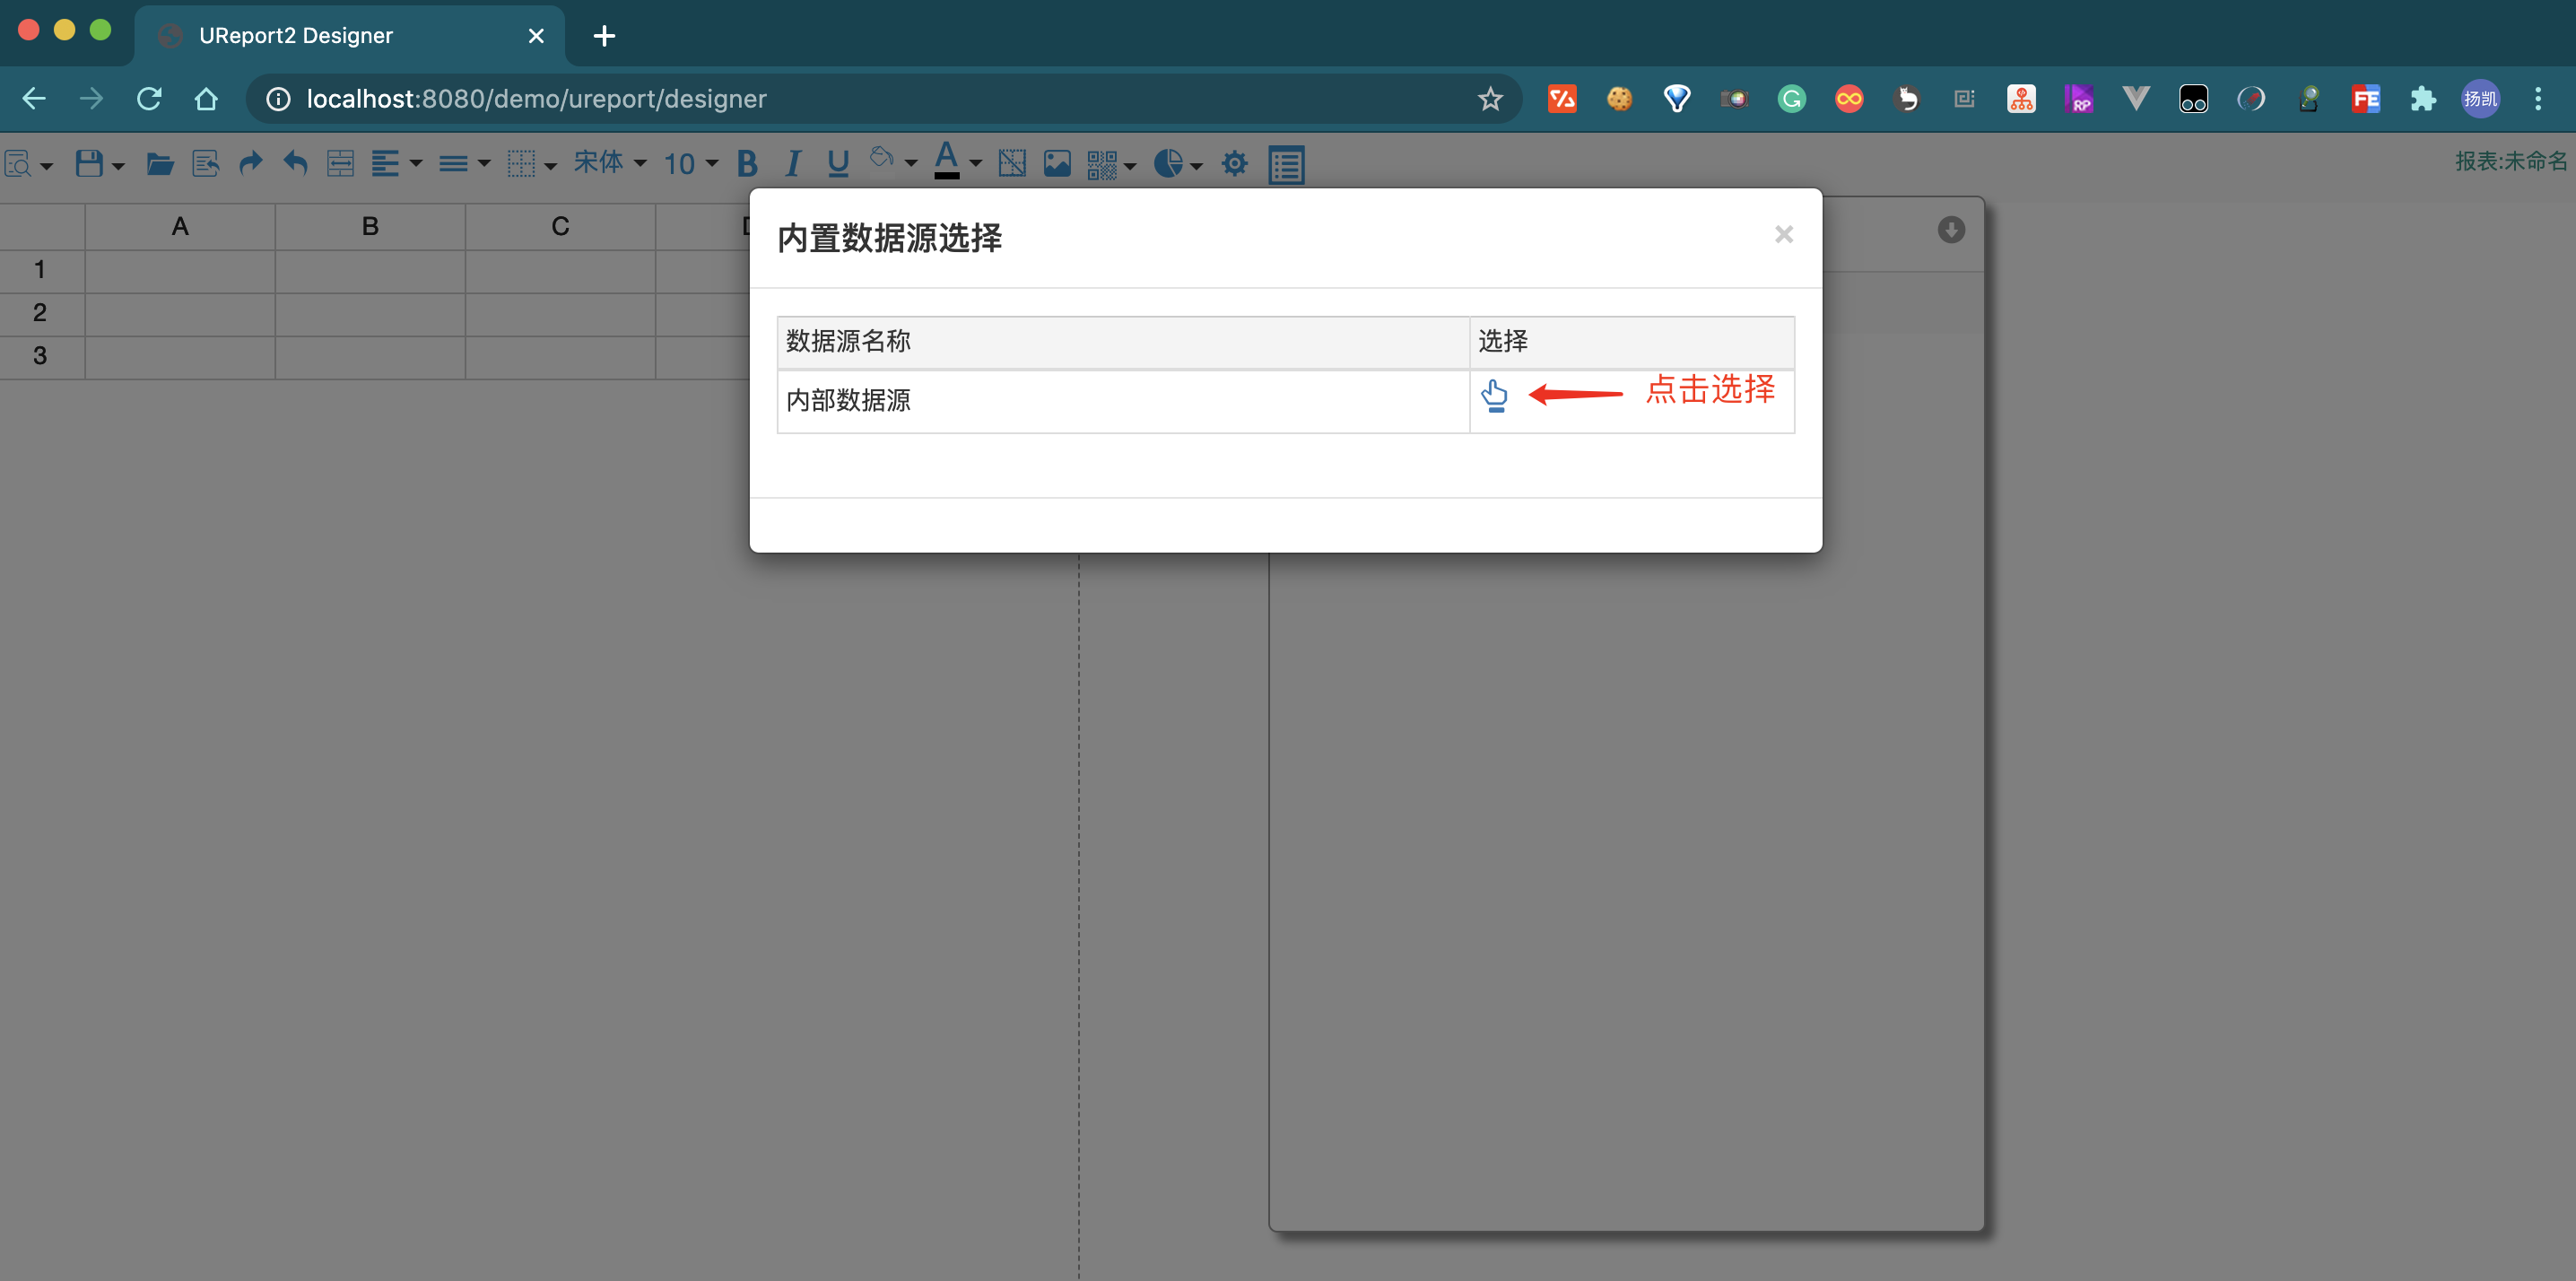 UReport2 Designer
localhost:8080/demo/ureport/designer
RP
FE
扬凯
宋体 10 B I U A
报表:未命名
A B C
1
2
3
内置数据源选择
数据源名称 选择
内部数据源
点击选择